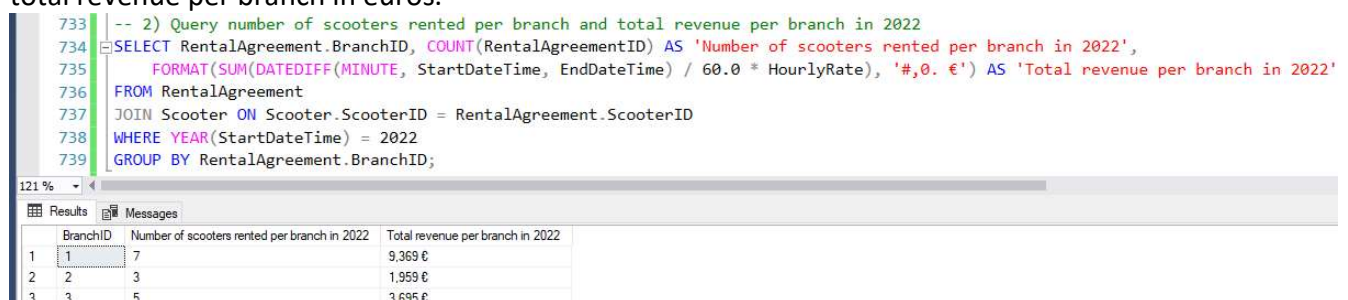 total revenue per branch in euros.
733 -- 2) Query number of scooters rented per branch and total revenue per branch in 2022
734 SELECT RentalAgreement.BranchID, COUNT(RentalAgreementID) AS 'Number of scooters rented per branch in 2022',
735 FORMAT(SUM(DATEDIFF(MINUTE, StartDateTime, EndDateTime) / 60.0 * HourlyRate), '#,0. €') AS 'Total revenue per branch in 2022'
736 FROM RentalAgreement
737 JOIN Scooter ON Scooter.ScooterID = RentalAgreement.ScooterID
738 WHERE YEAR(StartDateTime) = 2022
739 GROUP BY RentalAgreement.BranchID;
121 %
Results Messages
BranchID Number of scooters rented per branch in 2022 Total revenue per branch in 2022
1 1 7 9,369 €
2 2 3 1,959 €
3 3 5 3,695 €